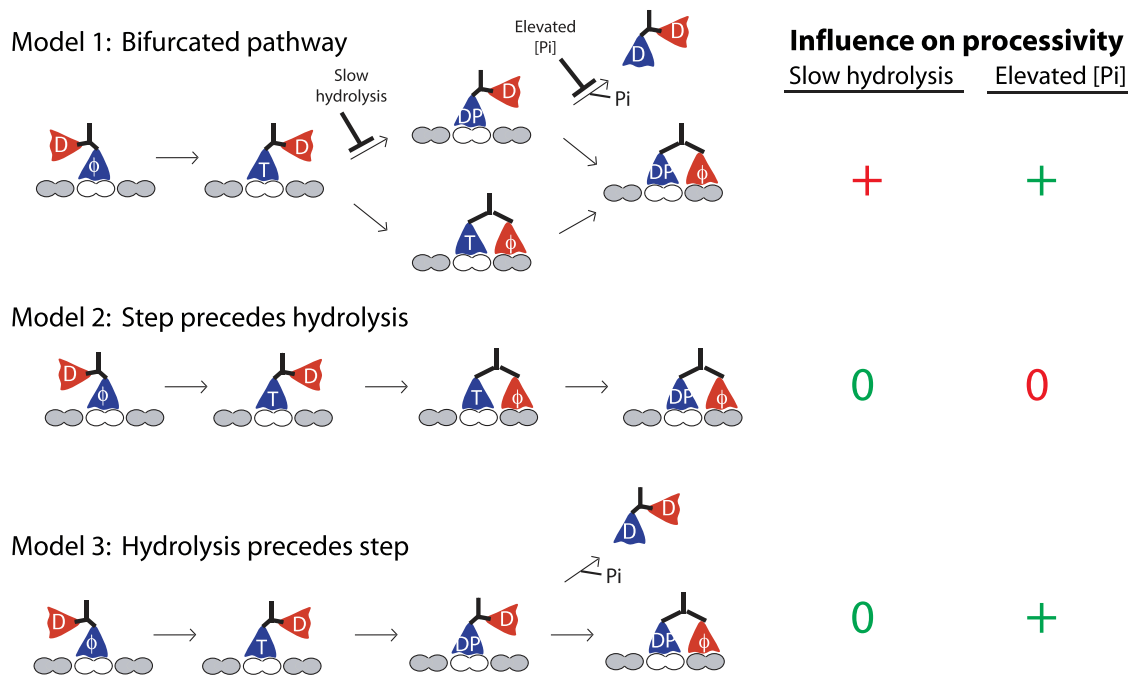 Model 1: Bifurcated pathway
Influence on processivity
Slow hydrolysis
Elevated [Pi]
Slow
hydrolysis
Elevated
[Pi]
D
D
Pi
D
ϕ
T
D
DP
D
T
ϕ
DP
ϕ
+
+
Model 2: Step precedes hydrolysis
D
ϕ
T
D
T
ϕ
DP
ϕ
0
0
Model 3: Hydrolysis precedes step
D
D
Pi
D
ϕ
T
D
DP
D
DP
ϕ
0
+